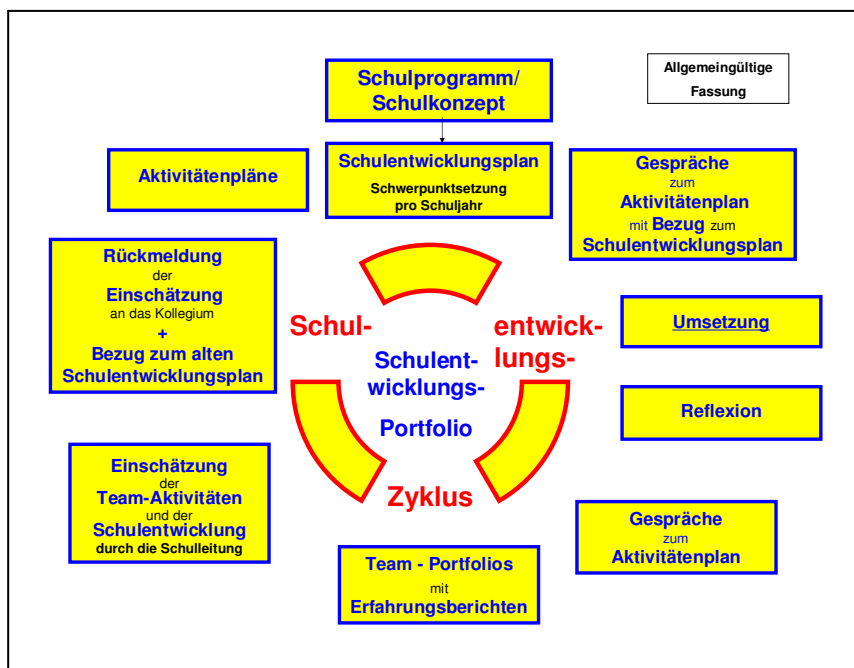 Schulprogramm/
Schulkonzept
Allgemeingültige
Fassung
Aktivitätenpläne
Schulentwicklungsplan
Schwerpunktsetzung
pro Schuljahr
Gespräche
zum
Aktivitätenplan
mit Bezug zum
Schulentwicklungsplan
Rückmeldung
der
Einschätzung
an das Kollegium
+
Bezug zum alten
Schulentwicklungsplan
Schul-
entwick-
lungs-
Zyklus
Schulent-
wicklungs-
Portfolio
Umsetzung
Reflexion
Einschätzung
der
Team-Aktivitäten
und der
Schulentwicklung
durch die Schulleitung
Team - Portfolios
mit
Erfahrungsberichten
Gespräche
zum
Aktivitätenplan